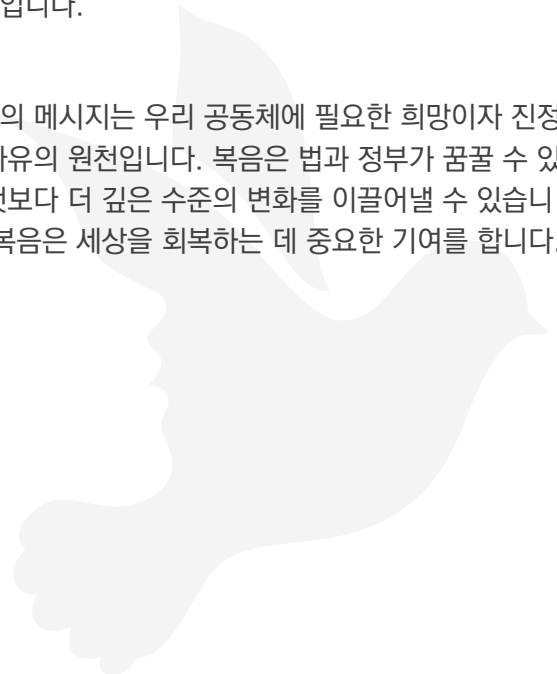 입니다.
의 메시지는 우리 공동체에 필요한 희망이자 진정
유의 원천입니다. 복음은 법과 정부가 꿈꿀 수 있
보다 더 깊은 수준의 변화를 이끌어낼 수 있습니
복음은 세상을 회복하는 데 중요한 기여를 합니다.